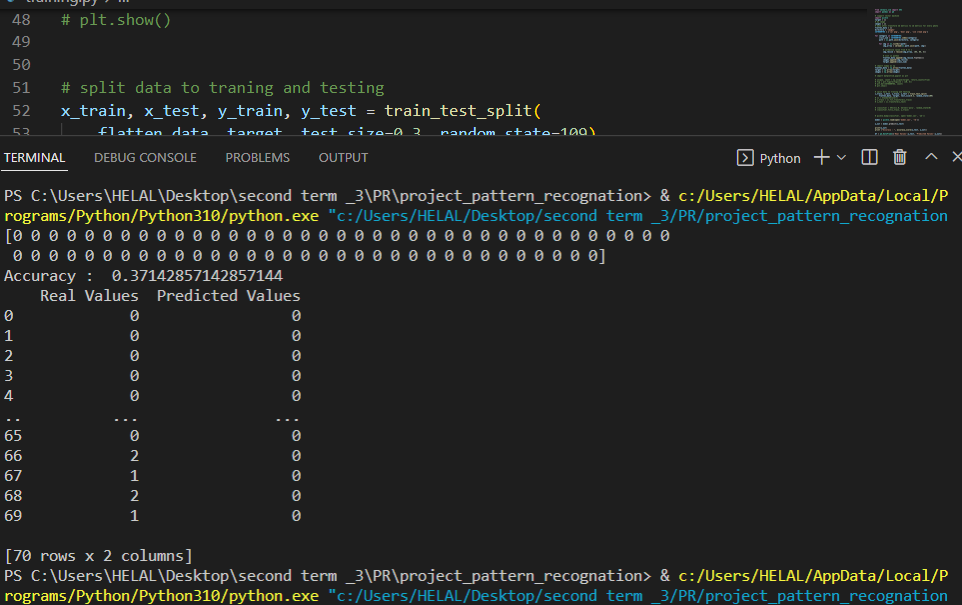 training.py > ...
48 # plt.show()
49
50
51 # split data to traning and testing
52 x_train, x_test, y_train, y_test = train_test_split(
53 flatten_data, target, test_size=0.3, random_state=109)
TERMINAL DEBUG CONSOLE PROBLEMS OUTPUT Python
PS C:\Users\HELAL\Desktop\second term _3\PR\project_pattern_recognation> & c:/Users/HELAL/AppData/Local/P
rograms/Python/Python310/python.exe "c:/Users/HELAL/Desktop/second term _3/PR/project_pattern_recognation
[0 0 0 0 0 0 0 0 0 0 0 0 0 0 0 0 0 0 0 0 0 0 0 0 0 0 0 0 0 0 0 0 0 0 0 0 0
0 0 0 0 0 0 0 0 0 0 0 0 0 0 0 0 0 0 0 0 0 0 0 0 0 0 0 0 0 0 0 0 0]
Accuracy : 0.37142857142857144
Real Values Predicted Values
0 0 0
1 0 0
2 0 0
3 0 0
4 0 0
.. ... ...
65 0 0
66 2 0
67 1 0
68 2 0
69 1 0
[70 rows x 2 columns]
PS C:\Users\HELAL\Desktop\second term _3\PR\project_pattern_recognation> & c:/Users/HELAL/AppData/Local/P
rograms/Python/Python310/python.exe "c:/Users/HELAL/Desktop/second term _3/PR/project_pattern_recognation